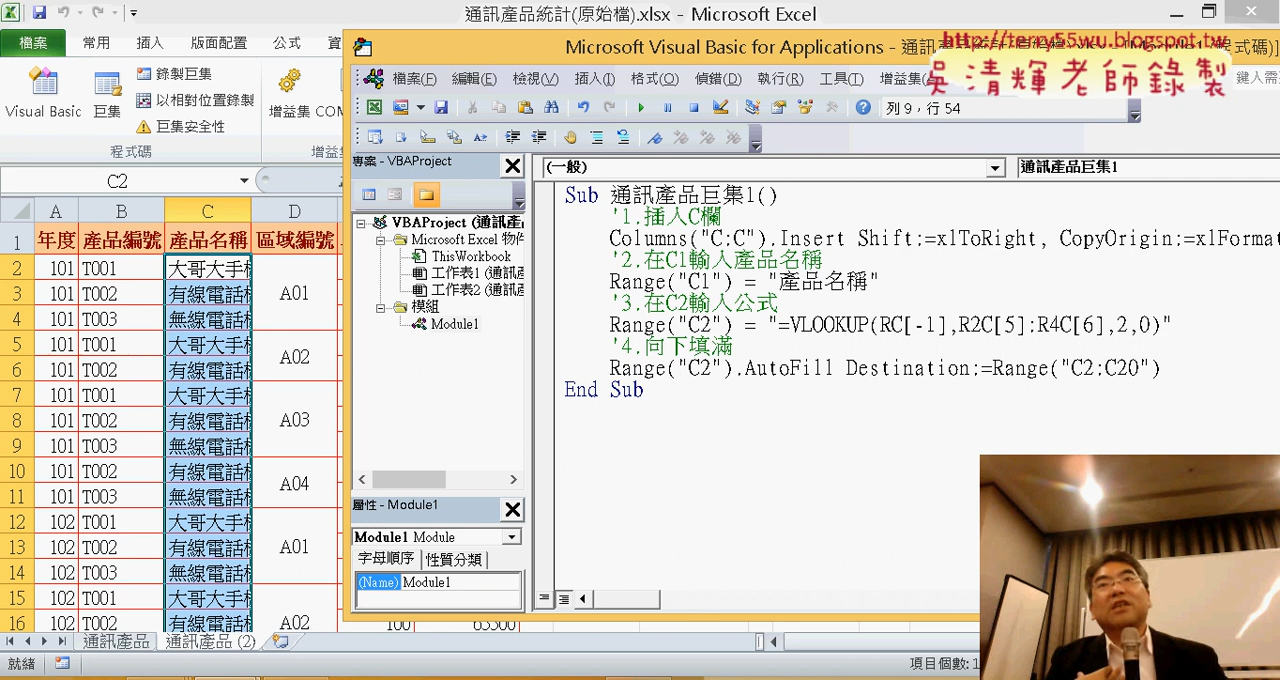 通訊產品統計(原始檔).xlsx - Microsoft Excel
檔案 常用 插入 版面配置 公式
Visual Basic 巨集 錄製巨集 以相對位置錄製 巨集安全性 增益集
程式碼
C2
A B C D
1 年度 產品編號 產品名稱 區域編號
2 101 T001 大哥大手
3 101 T002 有線電話 A01
4 101 T003 無線電話
5 101 T001 大哥大手 A02
6 101 T002 有線電話
7 101 T001 大哥大手
8 101 T002 有線電話 A03
9 101 T003 無線電話
10 101 T002 有線電話 A04
11 101 T003 無線電話
12 102 T001 大哥大手
13 102 T002 有線電話 A01
14 102 T003 無線電話
15 102 T001 大哥大手
16 102 T002 有線電話 A02
通訊產品 通訊產品 (2)
就緒
項目個數:1
Microsoft Visual Basic for Applications -
http://terry55wu.blogspot.tw
吳清輝老師錄製
檔案(F) 編輯(E) 檢視(V) 插入(I) 格式(O) 偵錯(D) 執行(R) 工具(T) 增益集
列 9，行 54
專案 - VBAProject
VBAProject (通訊產
Microsoft Excel 物件
ThisWorkbook
工作表1 (通訊產
工作表2 (通訊產
模組
Module1
屬性 - Module1
Module1 Module
字母順序 性質分類
(Name) Module1
(一般) 通訊產品巨集1
Sub 通訊產品巨集1()
'1.插入C欄
Columns("C:C").Insert Shift:=xlToRight, CopyOrigin:=xlForma
'2.在C1輸入產品名稱
Range("C1") = "產品名稱"
'3.在C2輸入公式
Range("C2") = "=VLOOKUP(RC[-1],R2C[5]:R4C[6],2,0)"
'4.向下填滿
Range("C2").AutoFill Destination:=Range("C2:C20")
End Sub